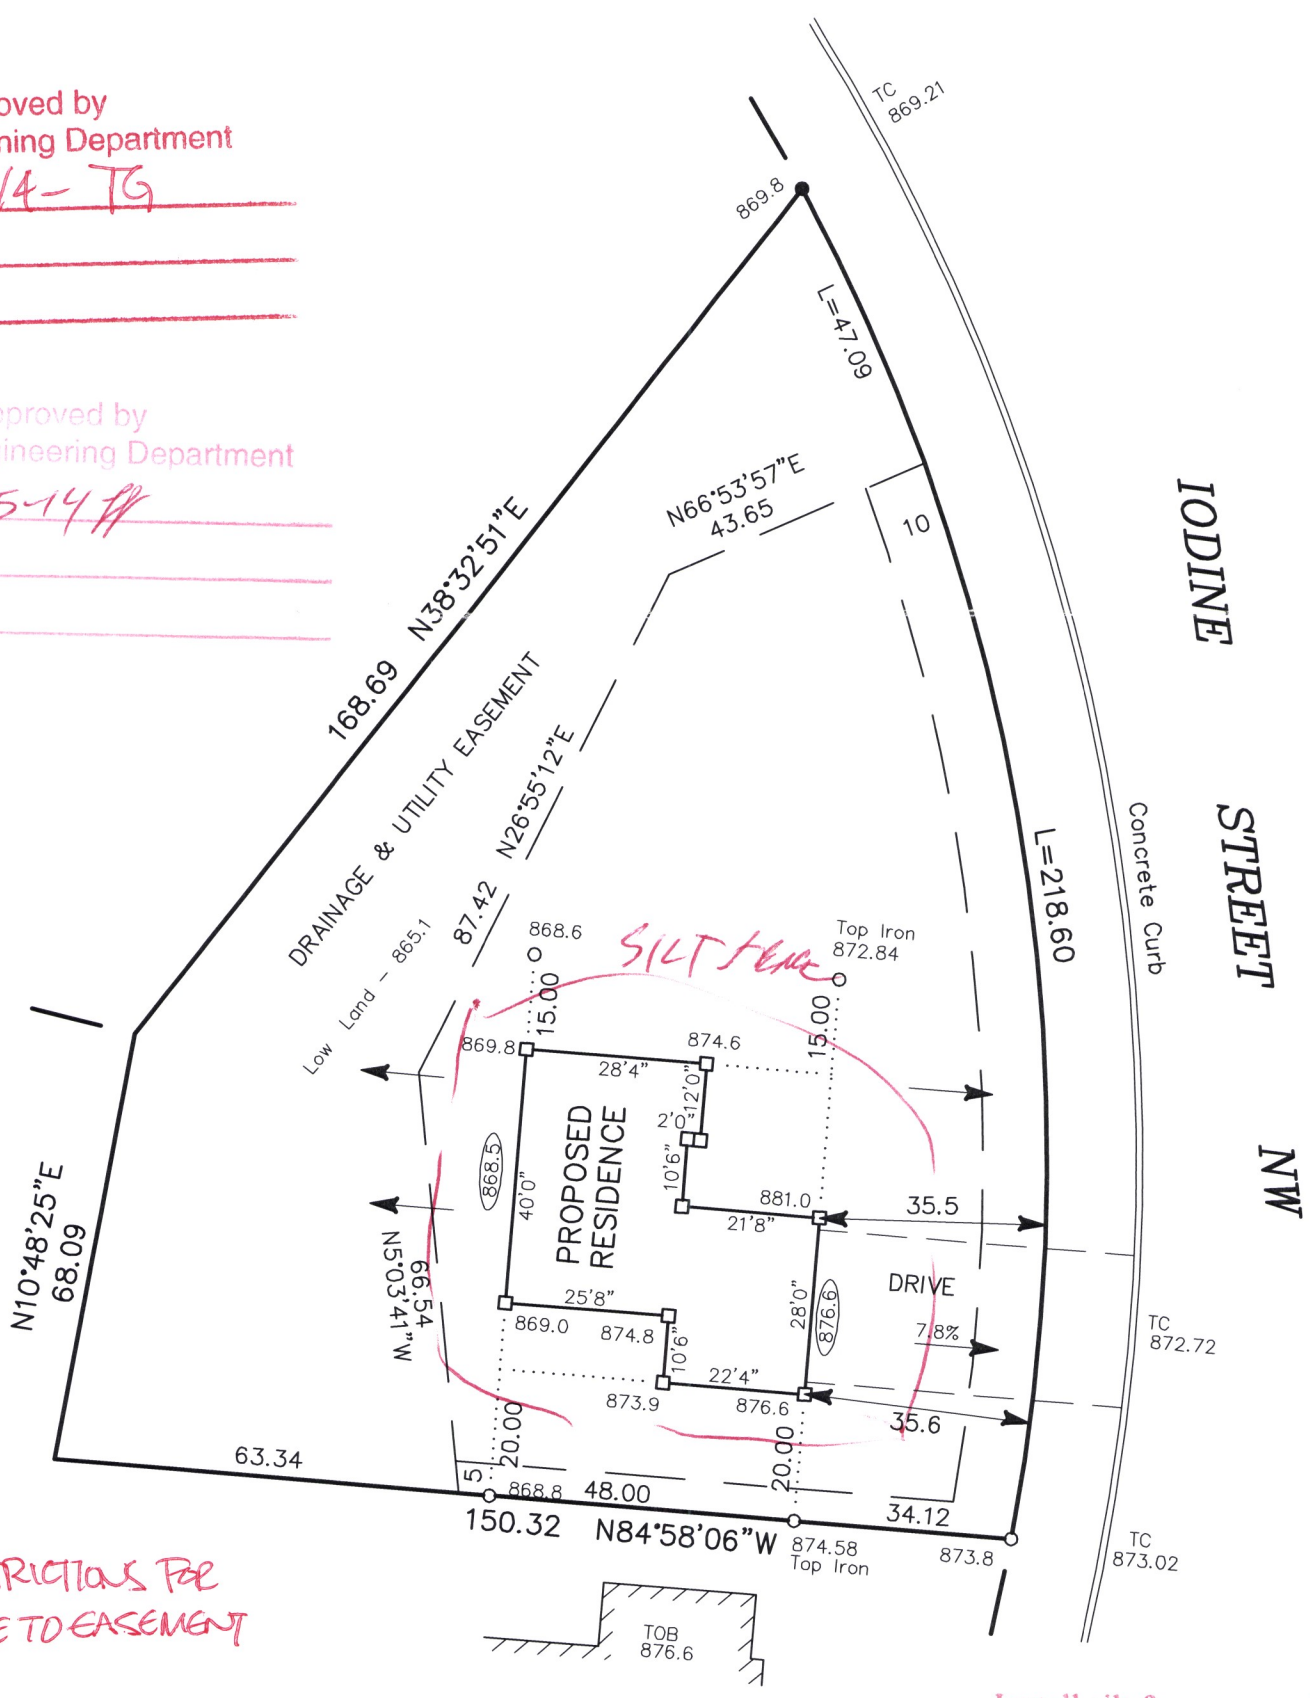 oved by
ning Department
14- TG
pproved by
ineering Department
5-14
TC
869.21
869.8
L=47.09
N66°53'57"E
43.65
10
IODINE
STREET
NW
N38°32'51"E
168.69
DRAINAGE & UTILITY EASEMENT
N26°55'12"E
87.42
Low Land - 865.1
Concrete Curb
L=218.60
868.6
SILT FENCE
Top Iron
872.84
15.00
15.00
869.8
874.6
28'4"
12'0"
2'0"
10'6"
868.5
40'0"
PROPOSED
RESIDENCE
881.0
21'8"
35.5
N10°48'25"E
68.09
66.54
N5°03'41"W
25'8"
869.0
874.8
10'6"
28'0"
876.6
DRIVE
7.8%
TC
872.72
22'4"
873.9
876.6
35.6
20.00
20.00
63.34
5
868.8
48.00
34.12
150.32
N84°58'06"W
874.58
Top Iron
873.8
TC
873.02
RICTIONS FOR
E TO EASEMENT
TOB
876.6